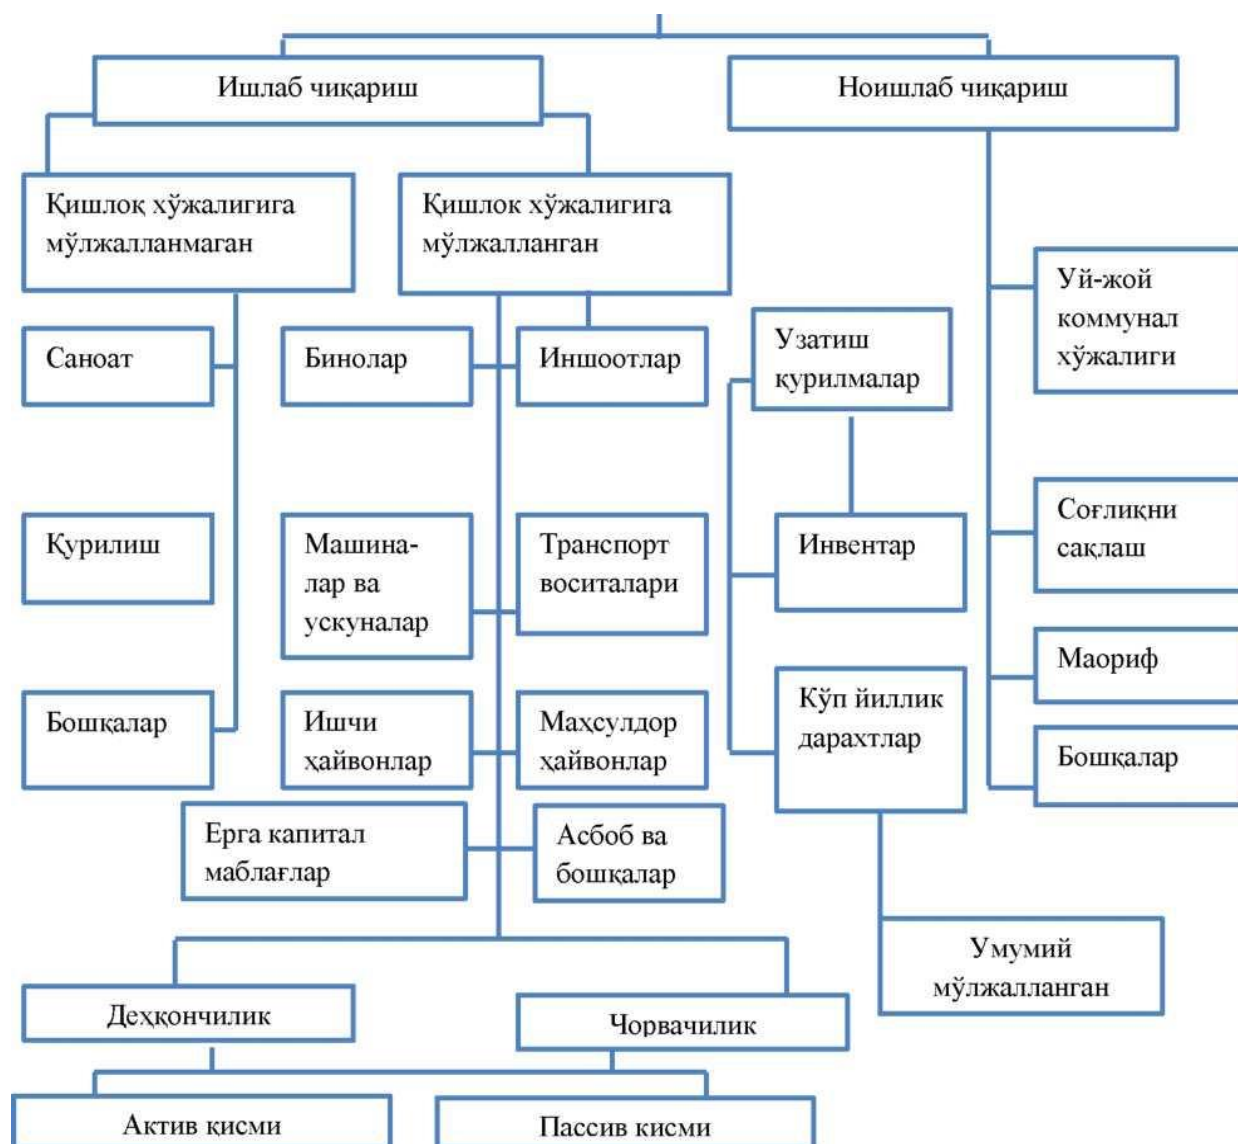 Ишлаб чиқариш
Ноишлаб чиқариш
Қишлоқ хўжалигига
мўлжалланмаган
Қишлок хўжалигига
мўлжалланган
Уй-жой
коммунал
хўжалиги
Саноат
Бинолар
Иншоотлар
Узатиш
қурилмалар
Қурилиш
Машина-
лар ва
ускуналар
Транспорт
воситалари
Инвентар
Соғлиқни
сақлаш
Маориф
Бошқалар
Ишчи
ҳайвонлар
Маҳсулдор
ҳайвонлар
Кўп йиллик
дарахтлар
Бошқалар
Ерга капитал
маблағлар
Асбоб ва
бошқалар
Умумий
мўлжалланган
Деҳқончилик
Чорвачилик
Актив қисми
Пассив кисми